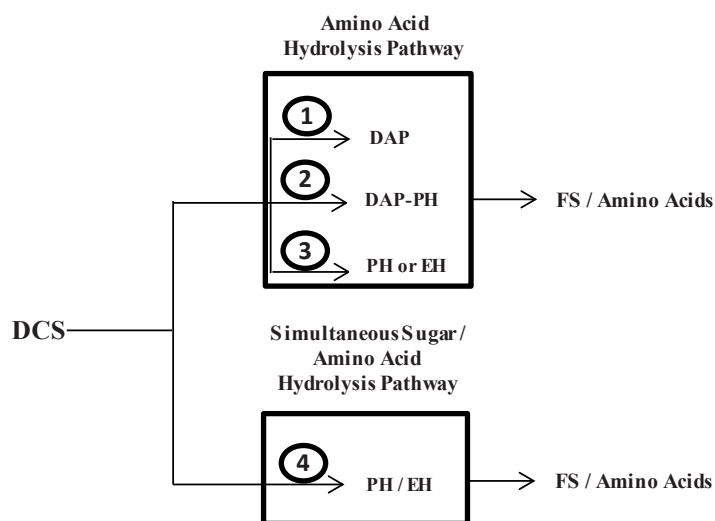 Amino Acid
Hydrolysis Pathway
1
DAP
2
DAP-PH
FS / Amino Acids
3
PH or EH
DCS
Simultaneous Sugar /
Amino Acid
Hydrolysis Pathway
4
PH / EH
FS / Amino Acids